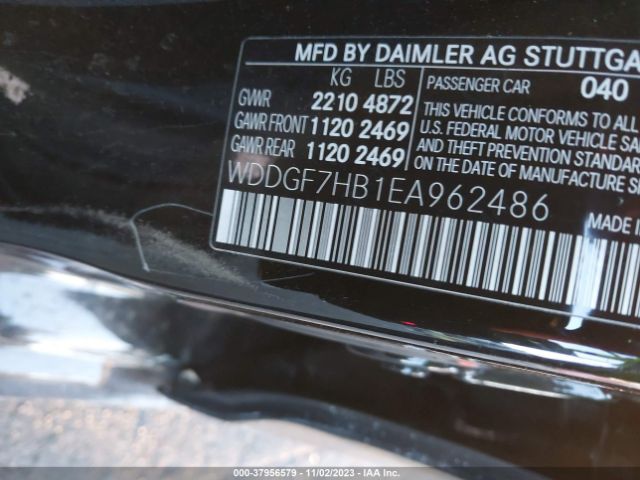 MFD BY DAIMLER AG STUTTGA
KG LBS
PASSENGER CAR 040
GVWR 2210 4872
GAWR FRONT 1120 2469
GAWR REAR 1120 2469
THIS VEHICLE CONFORMS TO ALL
U.S. FEDERAL MOTOR VEHICLE SA
AND THEFT PREVENTION STANDAR
ON THE DATE OF MANUFACTURE
WDDGF7HB1EA962486
MADE IN
000-37956579 - 11/02/2023 - IAA Inc.